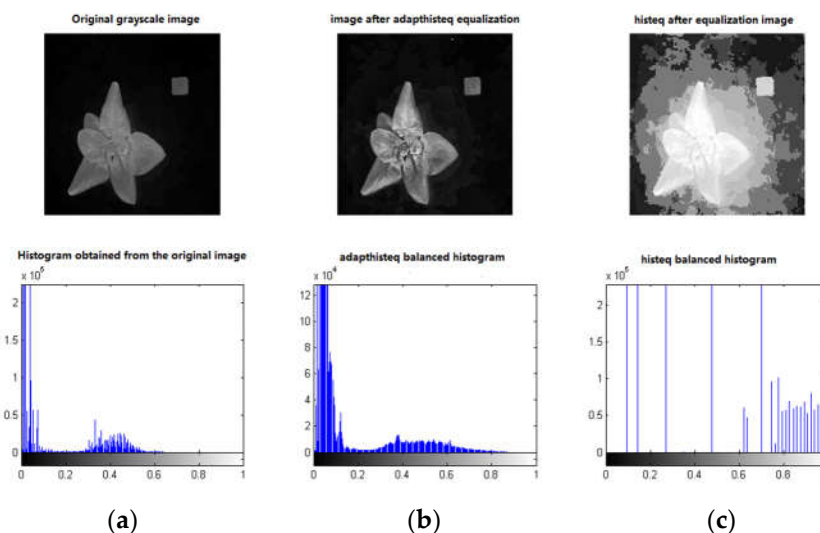 Original grayscale image
image after adapthisteq equalization
histeq after equalization image
Histogram obtained from the original image
adapthisteq balanced histogram
histeq balanced histogram
x 10^5
2
1.5
1
0.5
0
0 0.2 0.4 0.6 0.8 1
x 10^4
12
10
8
6
4
2
0
0 0.2 0.4 0.6 0.8 1
x 10^5
2
1.5
1
0.5
0
0 0.2 0.4 0.6 0.8
(a) (b) (c)